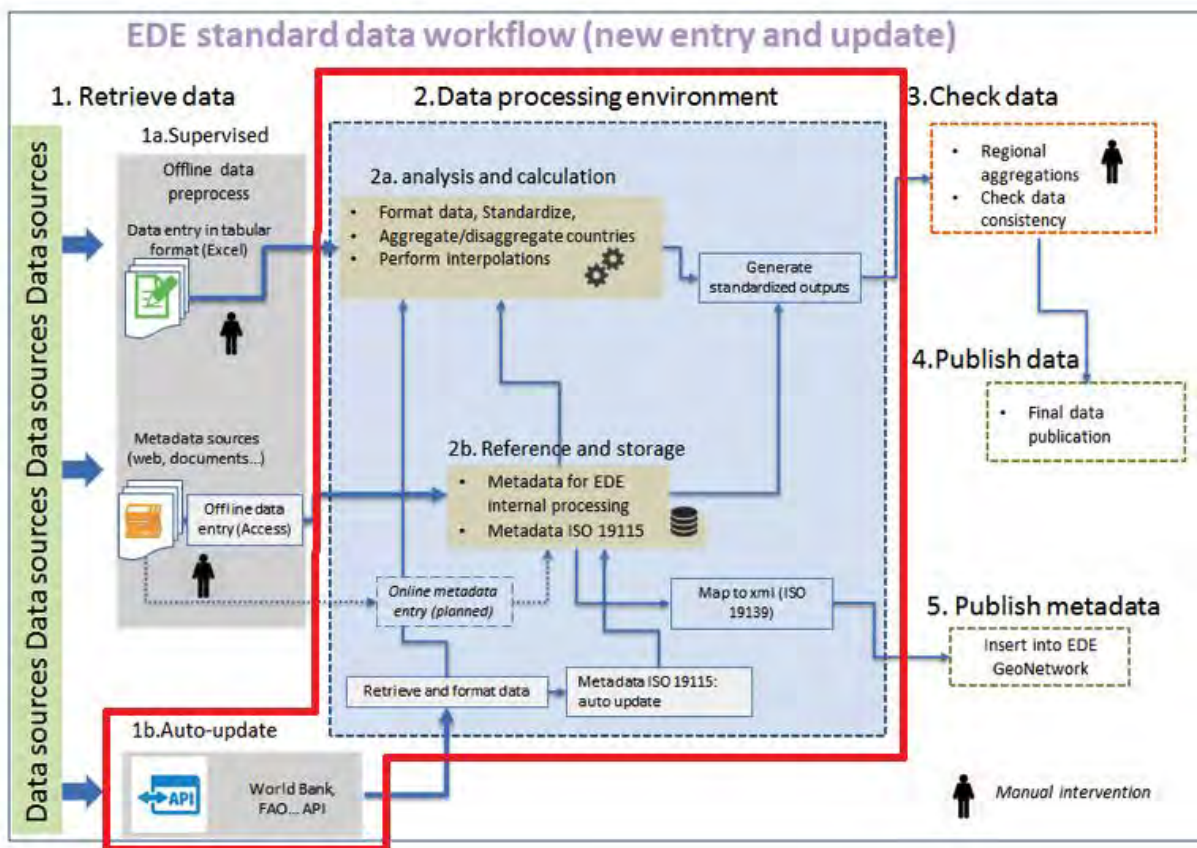 EDE standard data workflow (new entry and update)
1. Retrieve data
Data sources Data sources Data sources Data sources Data sources
1a.Supervised
Offline data
preprocess
Data entry in tabular
format (Excel)
Metadata sources
(web, documents...)
Offline data
entry (Access)
1b.Auto-update
API
World Bank,
FAO... API
2.Data processing environment
2a. analysis and calculation
• Format data, Standardize,
• Aggregate/disaggregate countries
• Perform interpolations
Generate
standardized outputs
2b. Reference and storage
• Metadata for EDE
internal processing
• Metadata ISO 19115
Online metadata
entry (planned)
Map to xml (ISO
19139)
Retrieve and format data
Metadata ISO 19115:
auto update
3.Check data
• Regional
aggregations
• Check data
consistency
4.Publish data
• Final data
publication
5. Publish metadata
Insert into EDE
GeoNetwork
Manual intervention